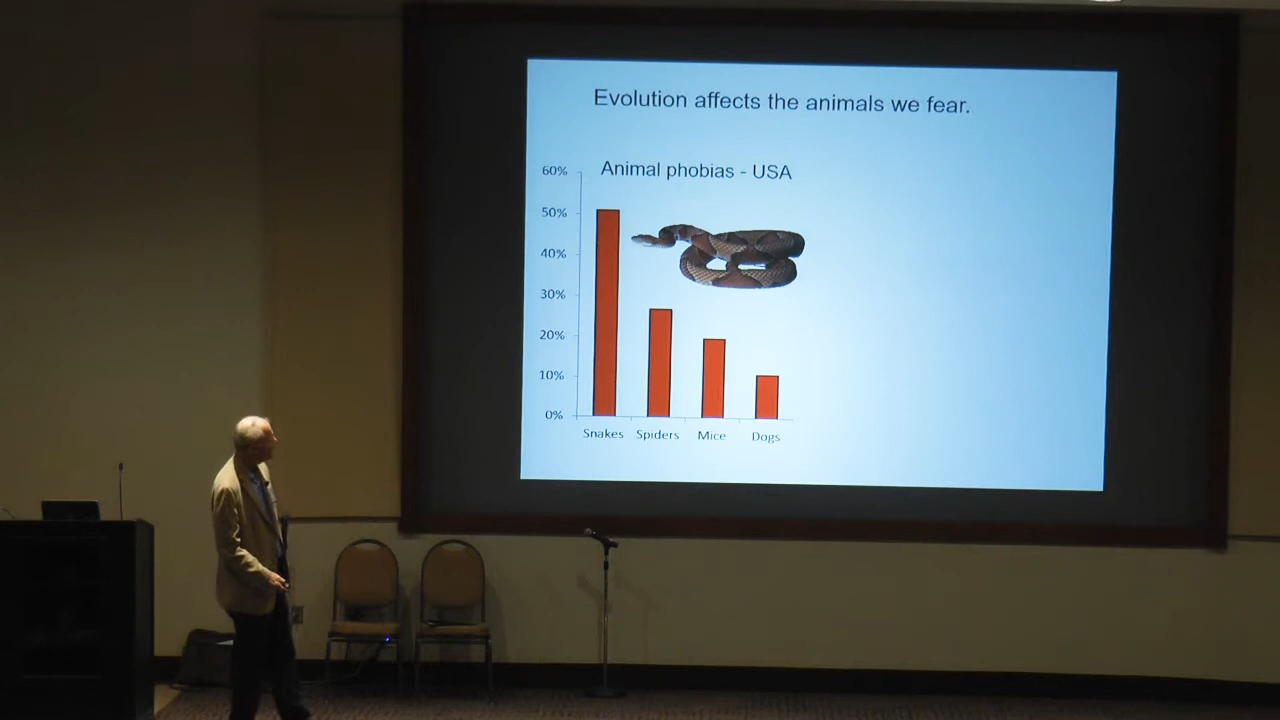 Evolution affects the animals we fear.
Animal phobias - USA
60%
50%
40%
30%
20%
10%
0%
Snakes Spiders Mice Dogs